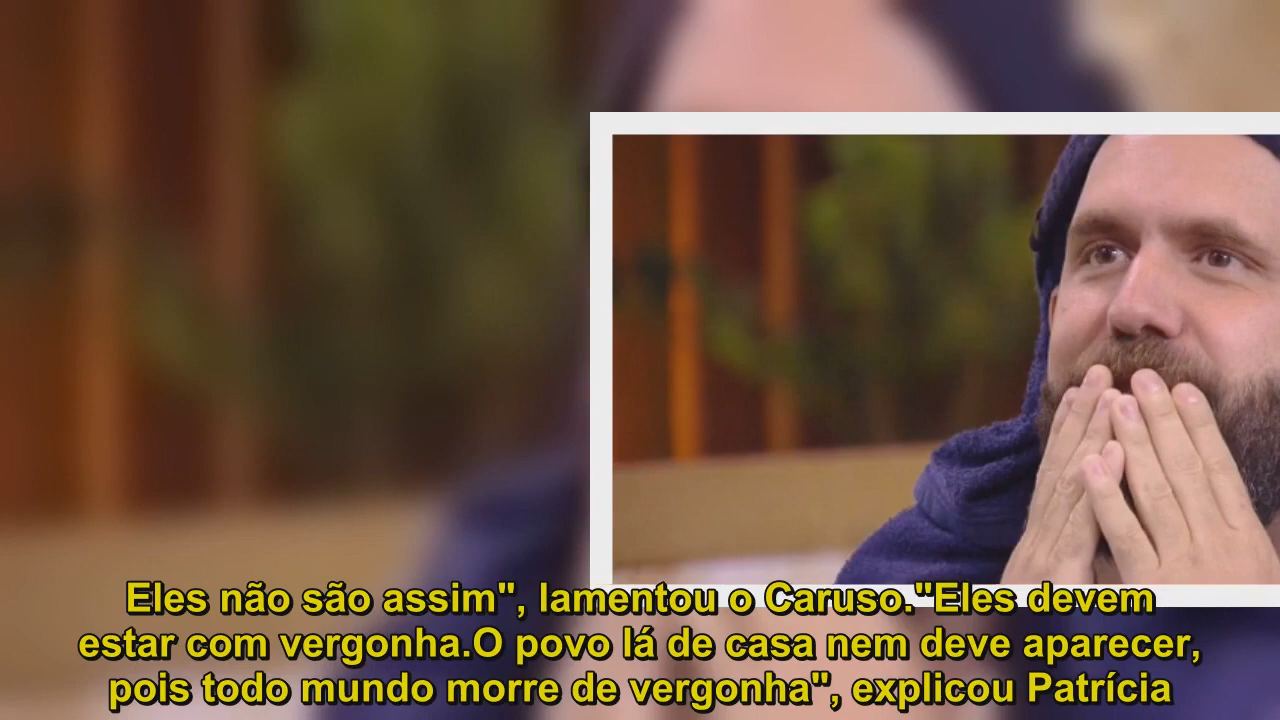 Eles não são assim", lamentou o Caruso."Eles devem
estar com vergonha.O povo lá de casa nem deve aparecer,
pois todo mundo morre de vergonha", explicou Patrícia